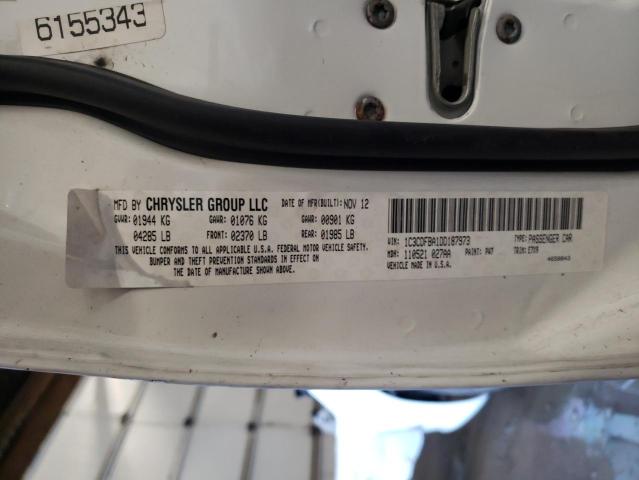 6155343
MFD BY CHRYSLER GROUP LLC DATE OF MFR(BUILT): NOV 12
GVWR: 01944 KG GAWR: 01076 KG GAWR: 00901 KG
04285 LB FRONT: 02370 LB REAR: 01985 LB
THIS VEHICLE CONFORMS TO ALL APPLICABLE U.S.A. FEDERAL MOTOR VEHICLE SAFETY,
BUMPER AND THEFT PREVENTION STANDARDS IN EFFECT ON
THE DATE OF MANUFACTURE SHOWN ABOVE.
VIN: 1C3CDFBA1DD187973 TYPE: PASSENGER CAR
MDH: 110521 027AA PAINT: PW7 TRIM: E7X9
VEHICLE MADE IN U.S.A. 4650843